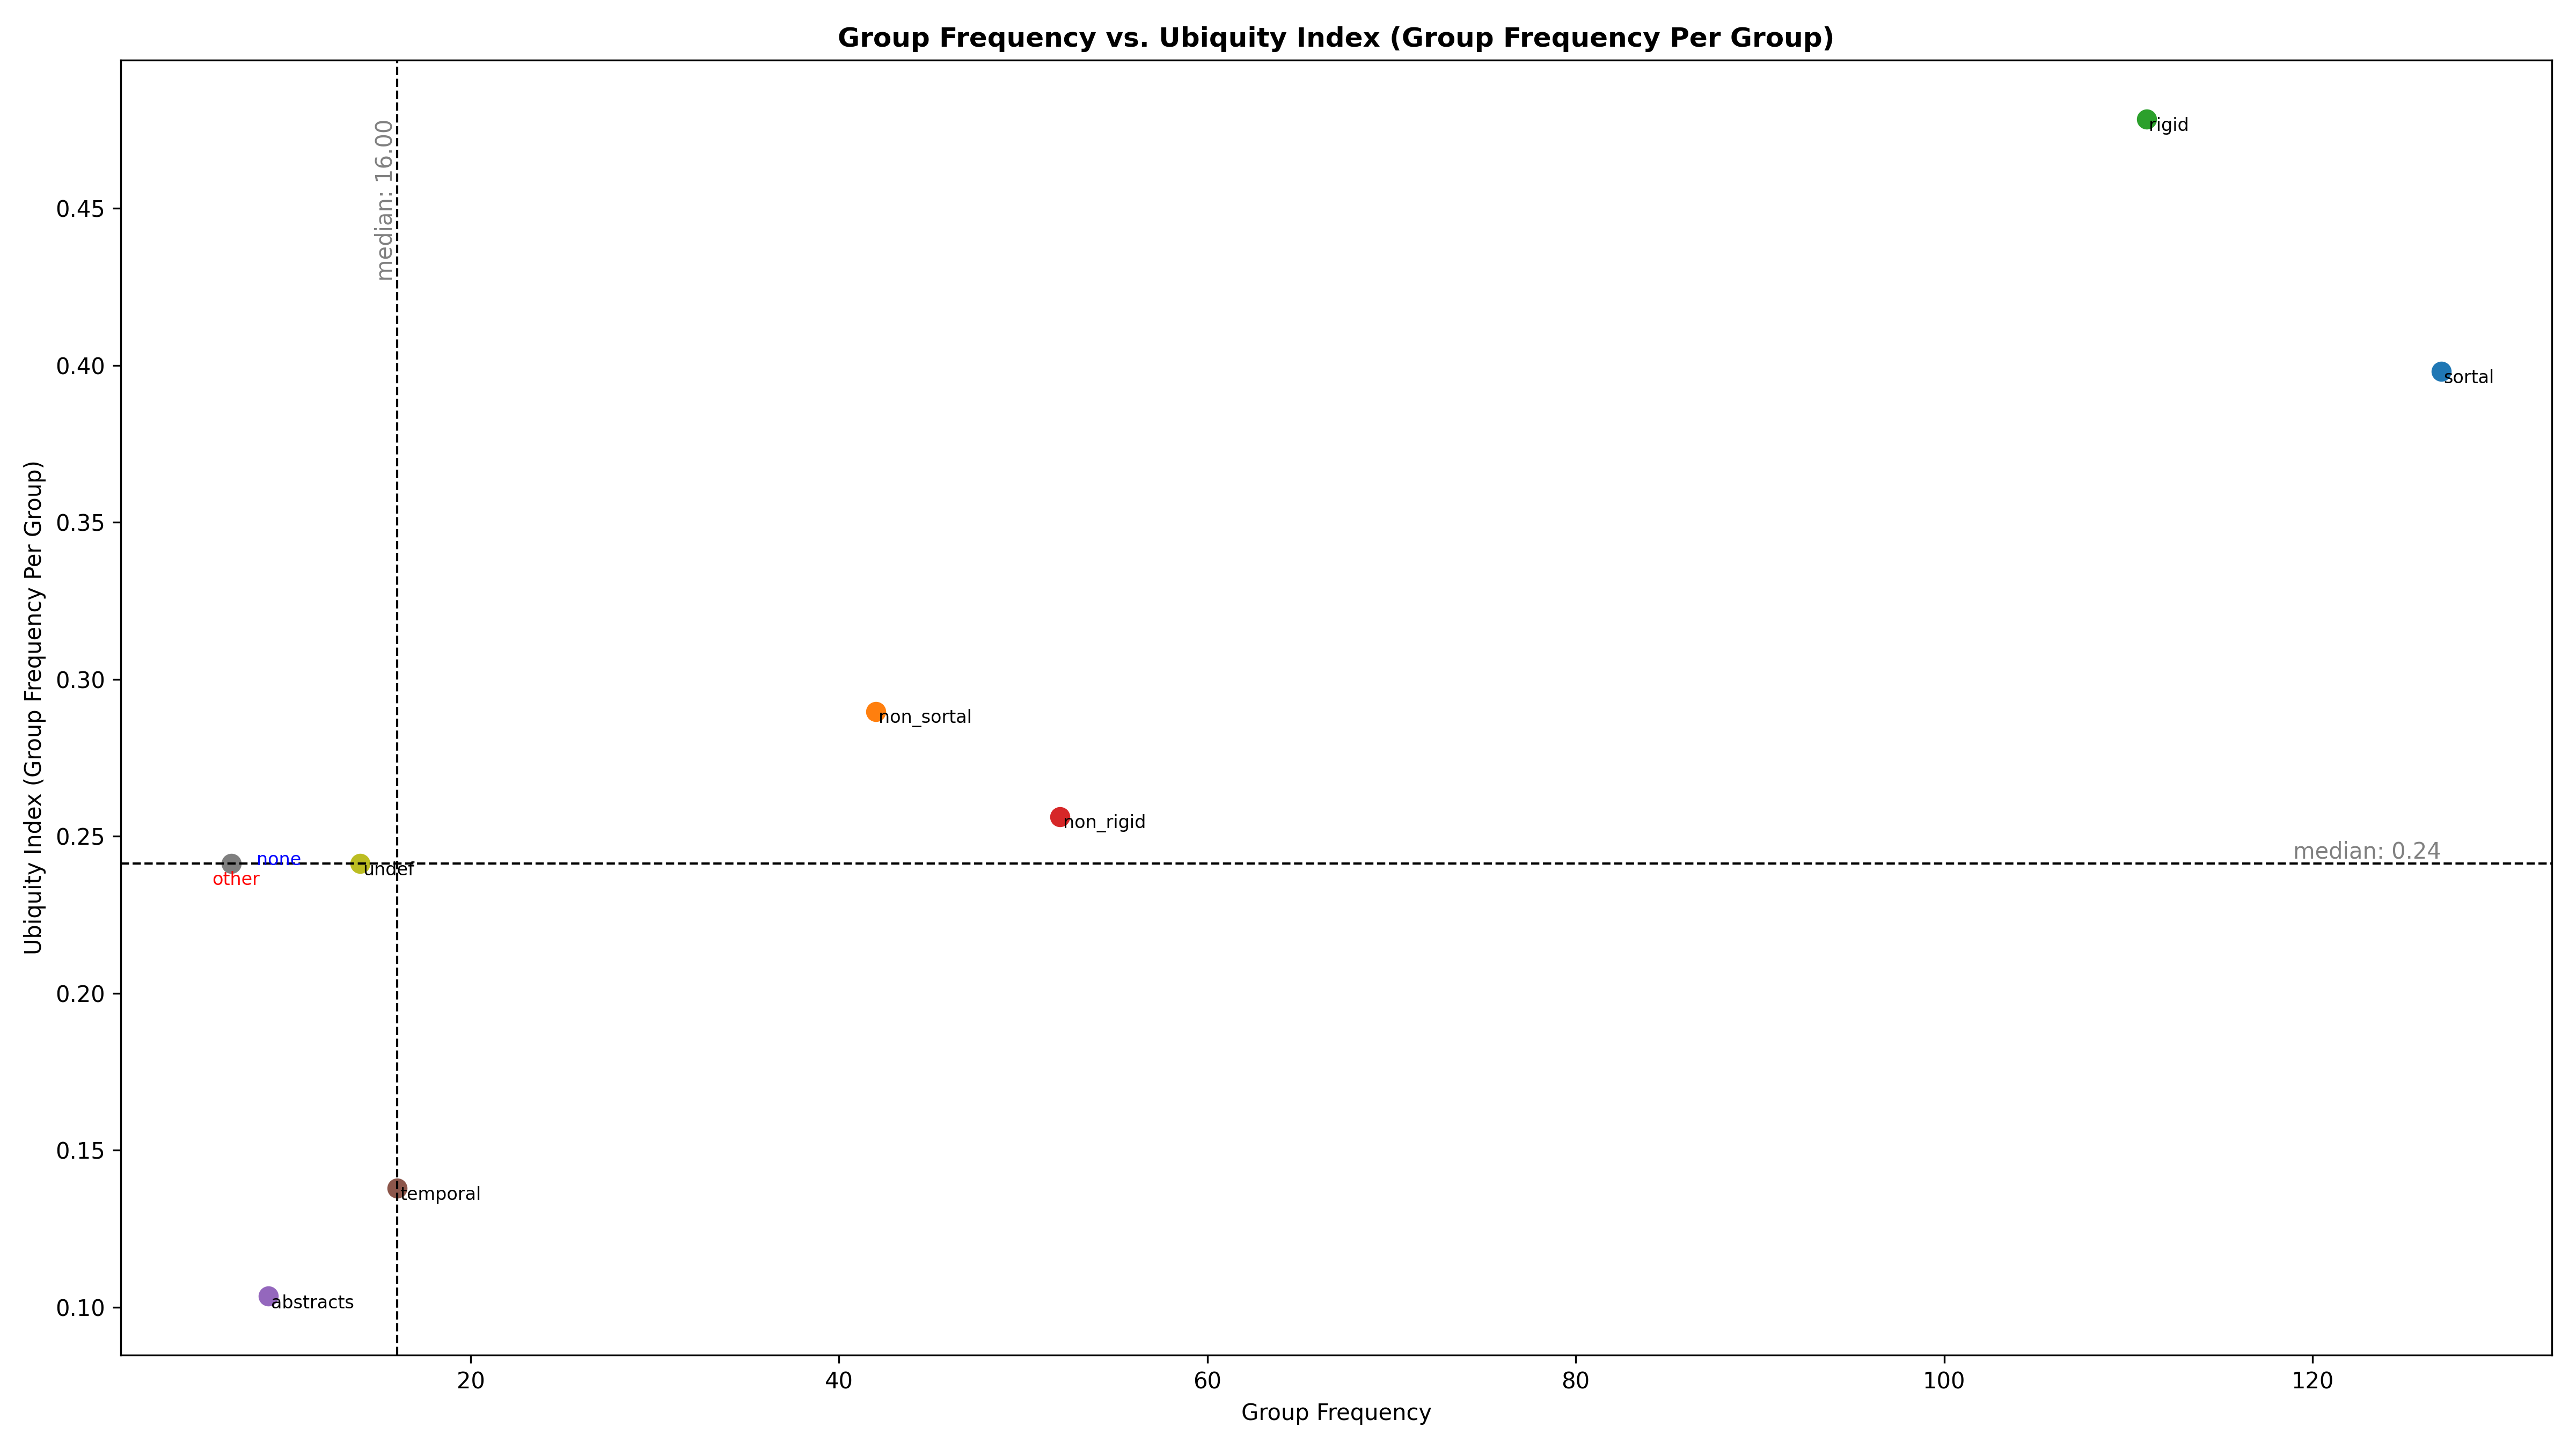 Group Frequency vs. Ubiquity Index (Group Frequency Per Group)
Ubiquity Index (Group Frequency Per Group)
0.45
0.40
0.35
0.30
0.25
0.20
0.15
0.10
median: 16.00
rigid
sortal
non_sortal
non_rigid
median: 0.24
none
other
undef
temporal
abstracts
20
40
60
80
100
120
Group Frequency